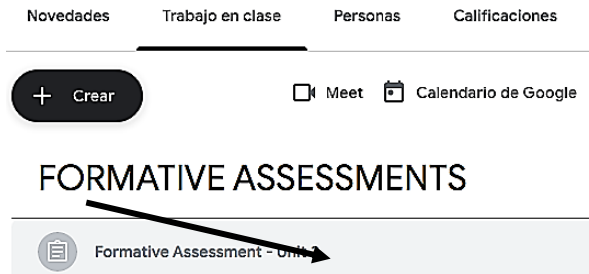 Novedades Trabajo en clase Personas Calificaciones
+ Crear Meet Calendario de Google
FORMATIVE ASSESSMENTS
Formative Assessment - Unit